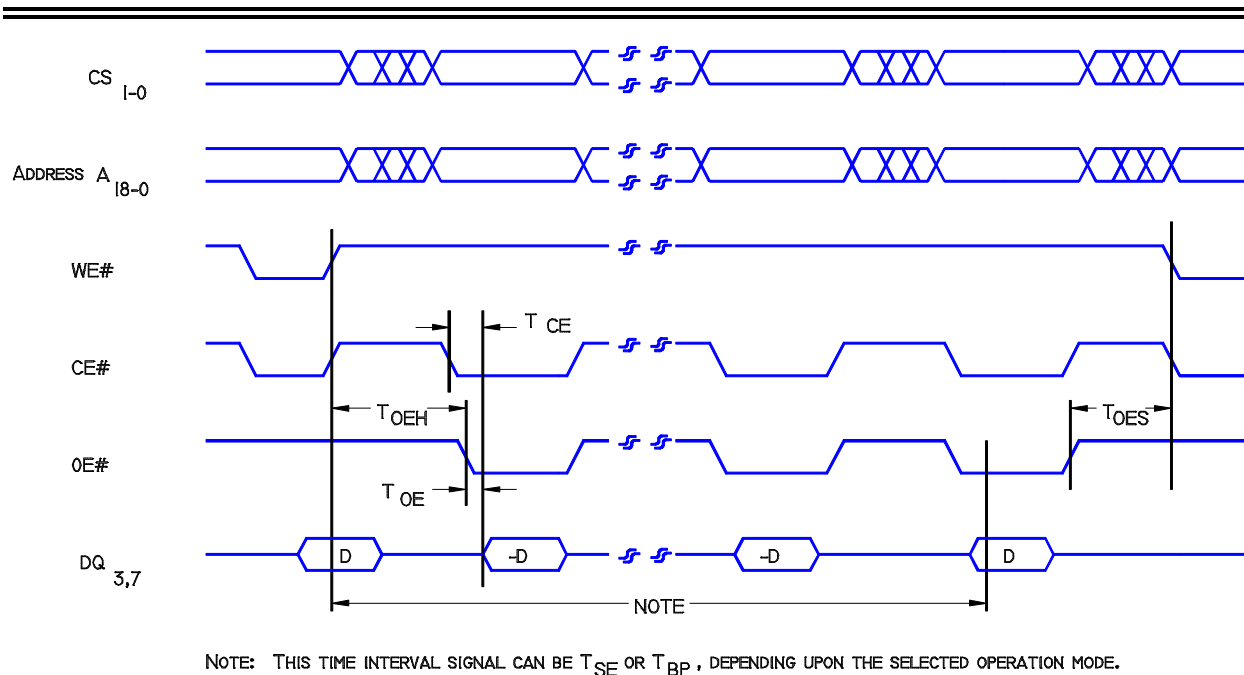 CS 1-0
ADDRESS A 18-0
WE#
T CE
CE#
T OEH
T OES
OE#
T OE
DQ 3,7
D
-D
-D
D
NOTE
NOTE: THIS TIME INTERVAL SIGNAL CAN BE T SE OR T BP , DEPENDING UPON THE SELECTED OPERATION MODE.